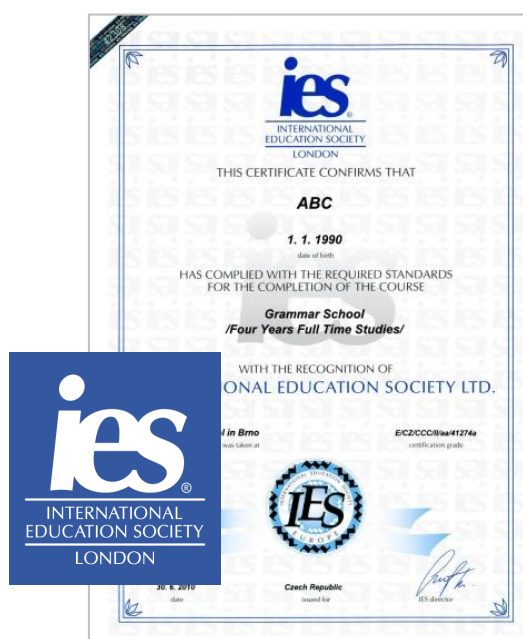 ies
INTERNATIONAL
EDUCATION SOCIETY
LONDON
THIS CERTIFICATE CONFIRMS THAT
ABC
1. 1. 1990
date of birth
HAS COMPLIED WITH THE REQUIRED STANDARDS
FOR THE COMPLETION OF THE COURSE
Grammar School
/Four Years Full Time Studies/
WITH THE RECOGNITION OF
ONAL EDUCATION SOCIETY LTD.
in Brno
was taken at
E/CZ/CCC/II/aa/41274a
certification grade
ies®
INTERNATIONAL
EDUCATION SOCIETY
LONDON
IES
EUROPE
30. 6. 2010
date
Czech Republic
issued for
IES director